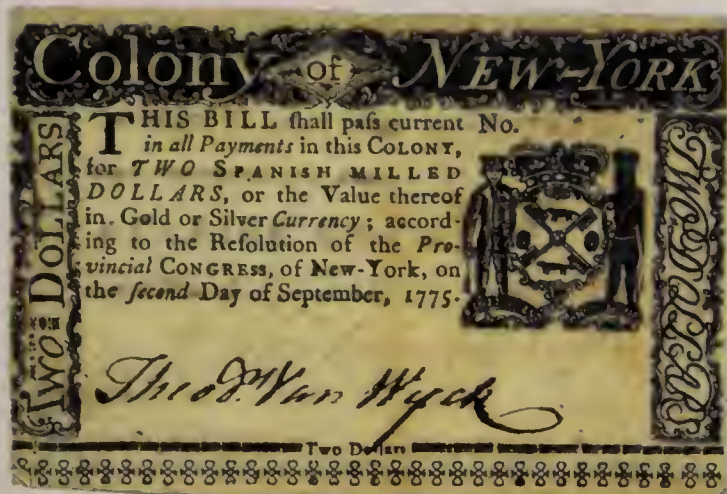 Colony of NEW-YORK
THIS BILL ſhall paſs current No.
in all Payments in this COLONY,
for TWO SPANISH MILLED
DOLLARS, or the Value thereof
in. Gold or Silver Currency; accord-
ing to the Reſolution of the Pro-
vincial CONGRESS, of New-York, on
the ſecond Day of September, 1775.
TWO DOLLARS
TWO DOLLARS
Theod. Van Wyck
Two Dollars